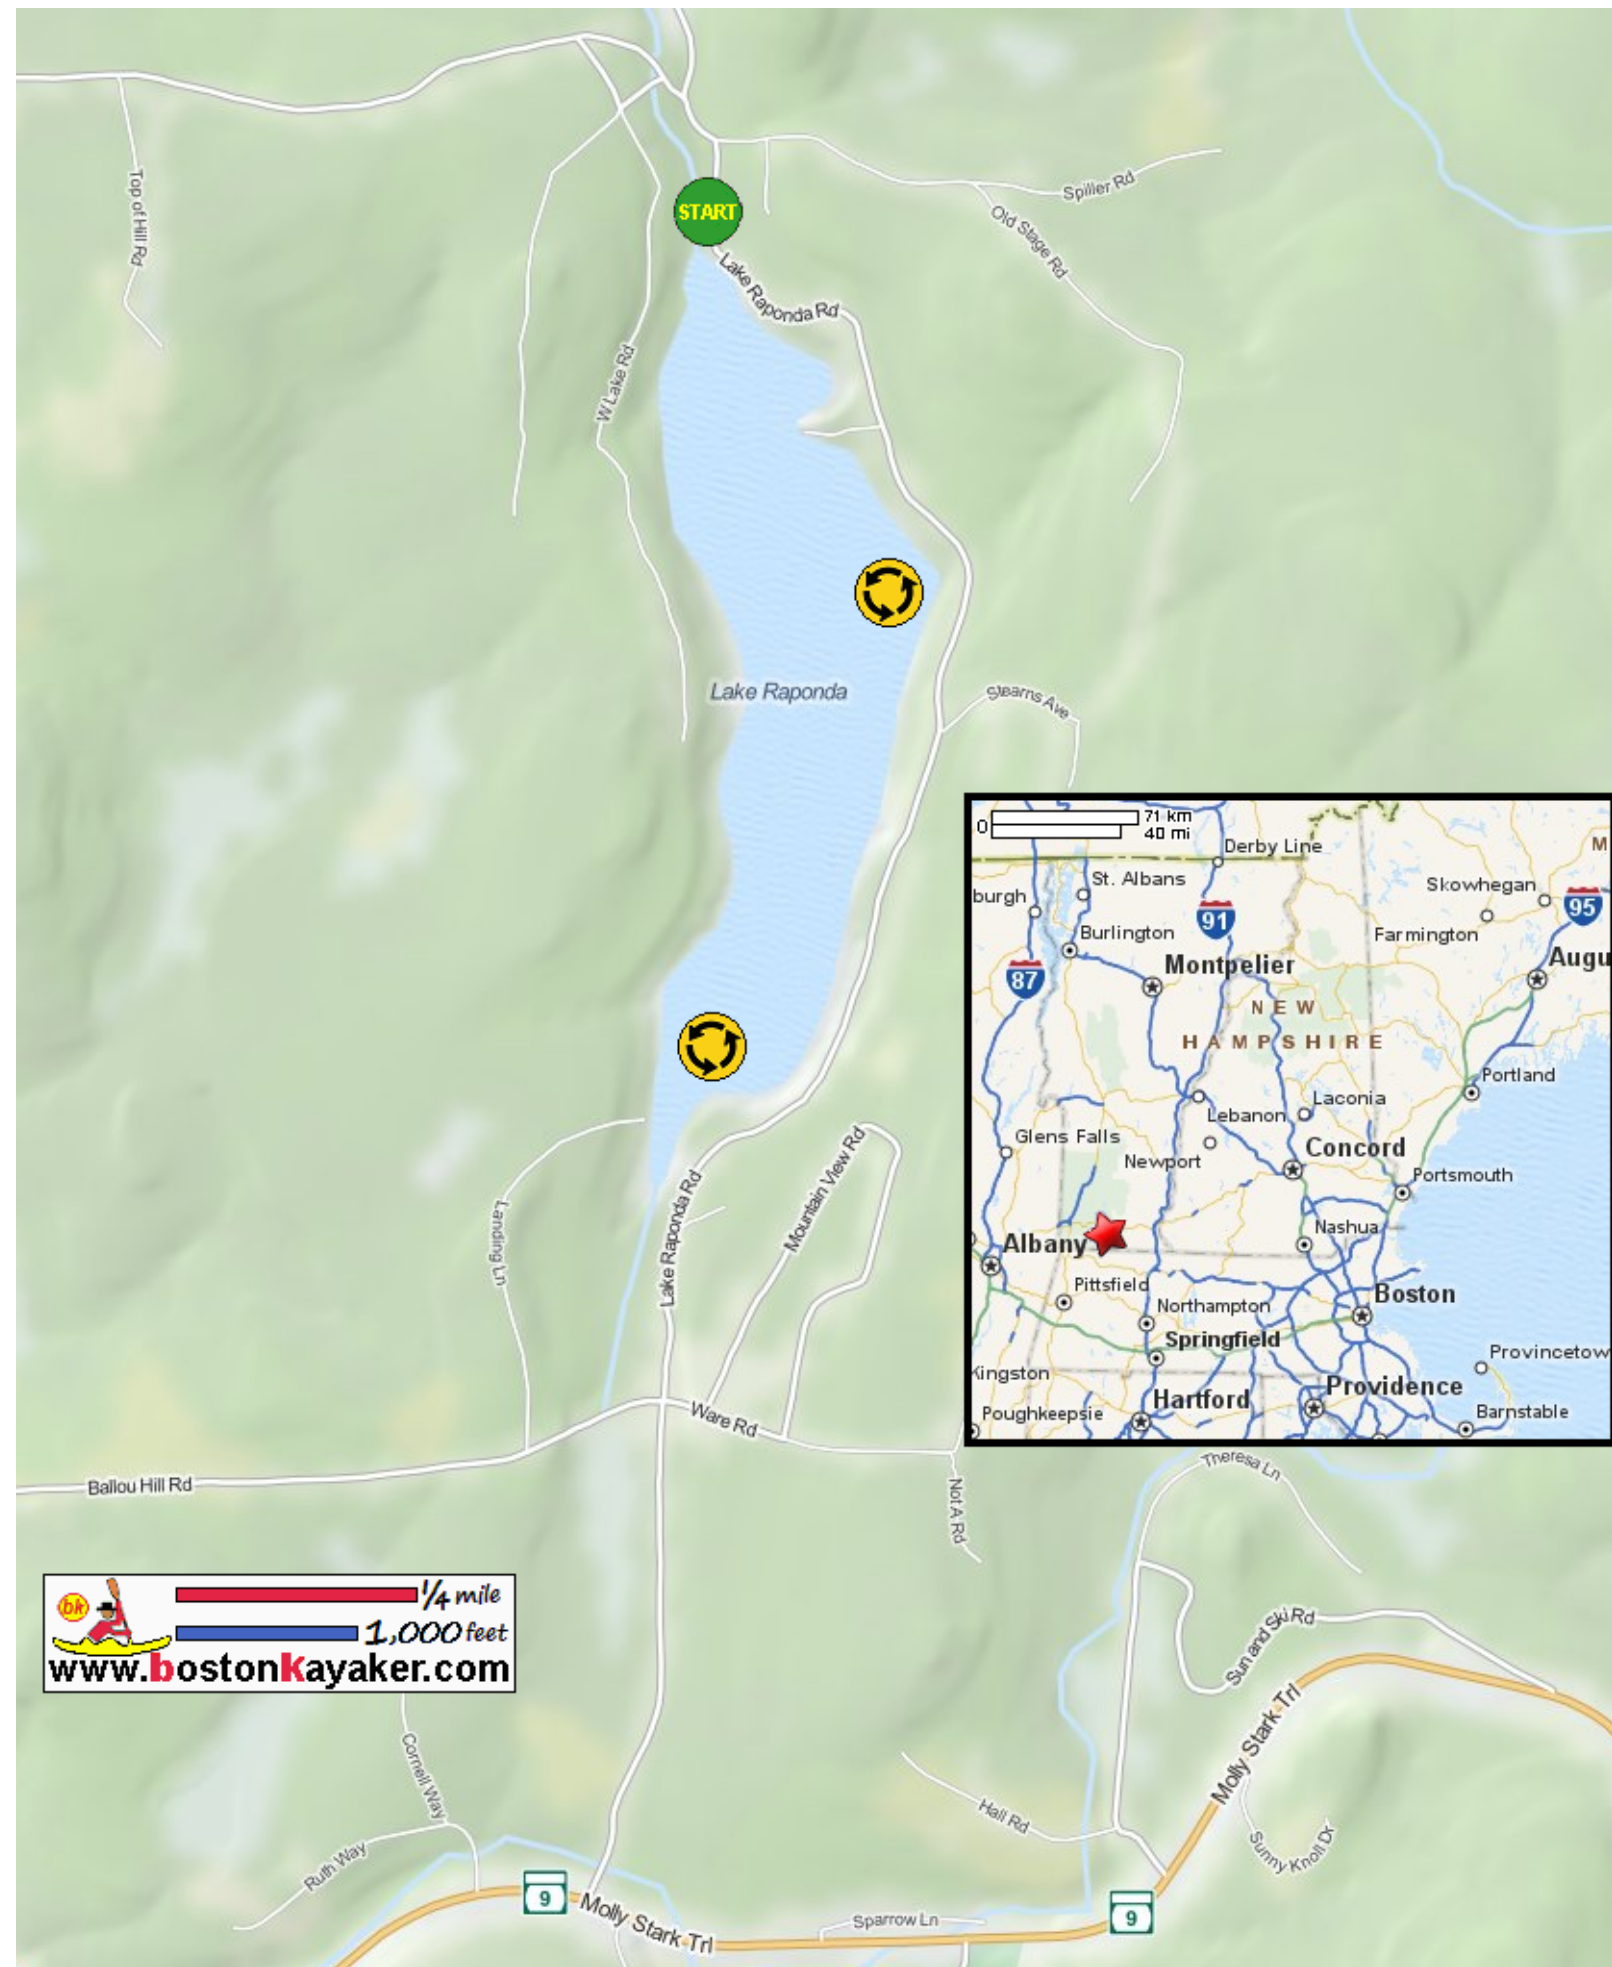 Top of Hill Rd
START
Spiller Rd
Old Stage Rd
Lake Raponda Rd
W Lake Rd
Lake Raponda
Stearns Ave
0
71 km
40 mi
Derby Line
M
St. Albans
Skowhegan
burgh
91
95
Burlington
Farmington
Montpelier
Augu
87
NEW
HAMPSHIRE
Portland
Laconia
Lebanon
Glens Falls
Concord
Newport
Portsmouth
Nashua
Albany
Pittsfield
Boston
Northampton
Springfield
Provincetow
Kingston
Providence
Hartford
Poughkeepsie
Barnstable
Mountain View Rd
Landing Ln
Lake Raponda Rd
Ware Rd
Ballou Hill Rd
Theresa Ln
Not A Rd
bk
1/4 mile
1,000 feet
www.bostonkayaker.com
Sun and Ski Rd
Molly Stark Trl
Cornell Way
Hall Rd
Sunny Knoll Dr
Ruth Way
9
Molly Stark Trl
Sparrow Ln
9